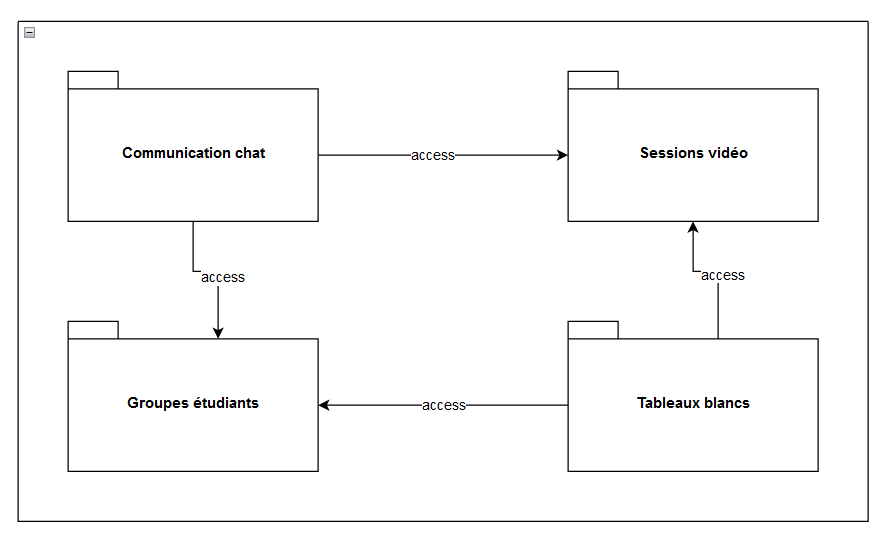 Communication chat
access
Sessions vidéo
access
access
Groupes étudiants
access
Tableaux blancs